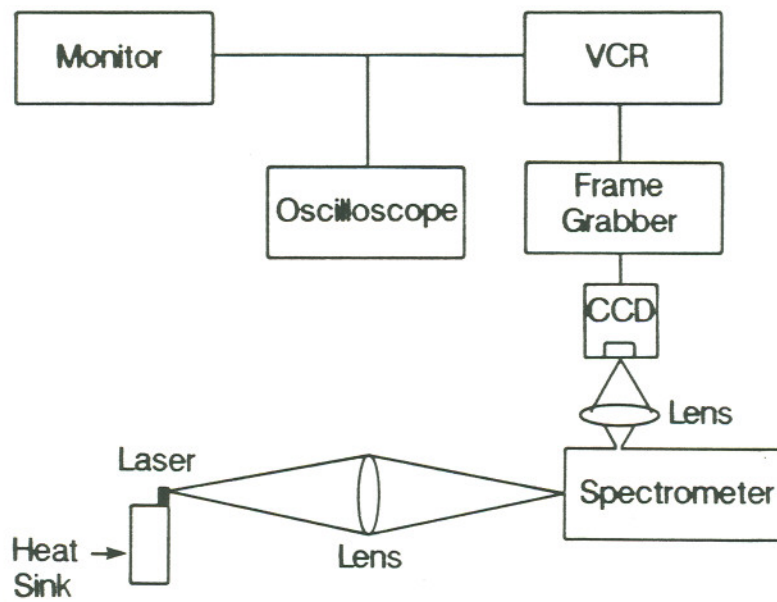 Monitor
VCR
Oscilloscope
Frame
Grabber
CCD
Lens
Laser
Spectrometer
Heat
Sink
Lens